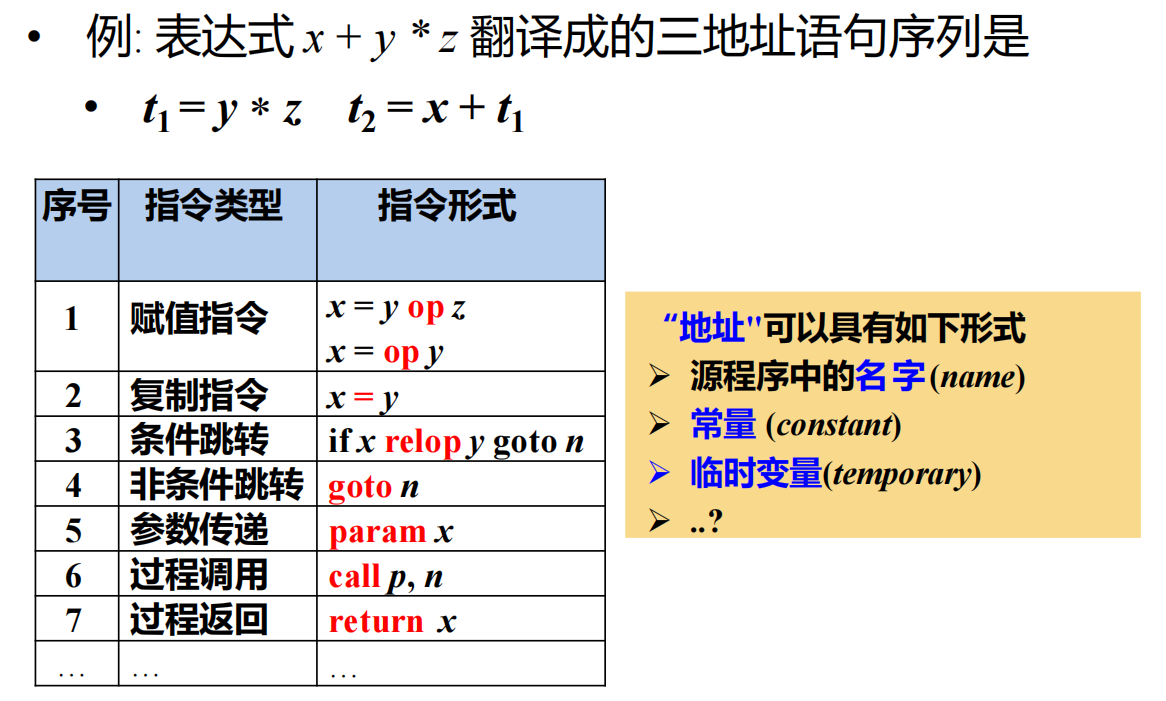 • 例: 表达式 x + y * z 翻译成的三地址语句序列是
• t₁ = y * z t₂ = x + t₁
序号 指令类型 指令形式
1 赋值指令 x = y op z
x = op y
2 复制指令 x = y
3 条件跳转 if x relop y goto n
4 非条件跳转 goto n
5 参数传递 param x
6 过程调用 call p, n
7 过程返回 return x
… … …
“地址"可以具有如下形式
➢ 源程序中的名字(name)
➢ 常量 (constant)
➢ 临时变量(temporary)
➢ ..?